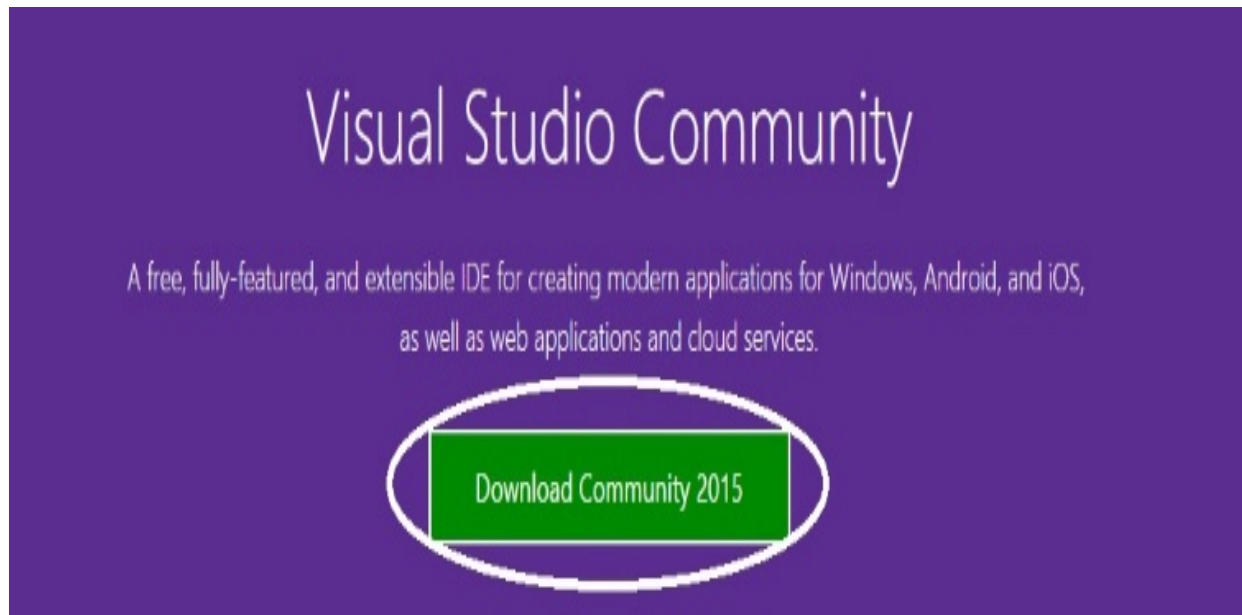 Visual Studio Community
A free, fully-featured, and extensible IDE for creating modern applications for Windows, Android, and iOS,
as well as web applications and cloud services.
Download Community 2015